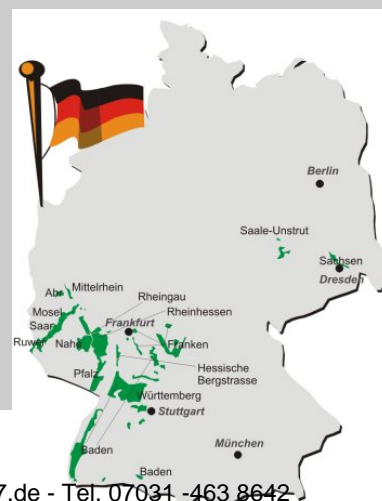 Berlin
Saale-Unstrut
Sachsen
Dresden
Mittelrhein
Ahr
Rheingau
Mosel
Saar
Ruwer
Rheinhessen
Frankfurt
Nahe
Franken
Pfalz
Hessische
Bergstrasse
Württemberg
Stuttgart
Baden
München
Baden
7.de - Tel. 07031 -463 8642